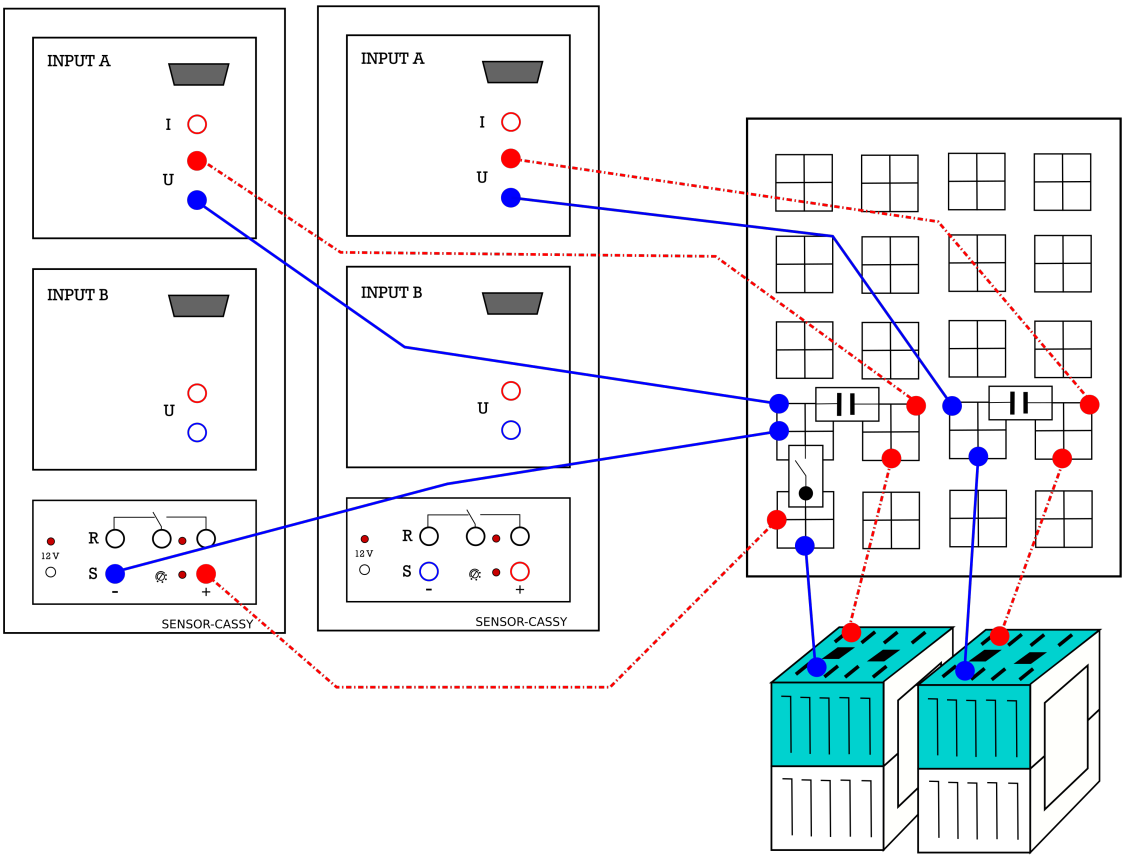 INPUT A
I
U
INPUT B
U
R
12 V
S
- +
SENSOR-CASSY
INPUT A
I
U
INPUT B
U
R
12 V
S
- +
SENSOR-CASSY